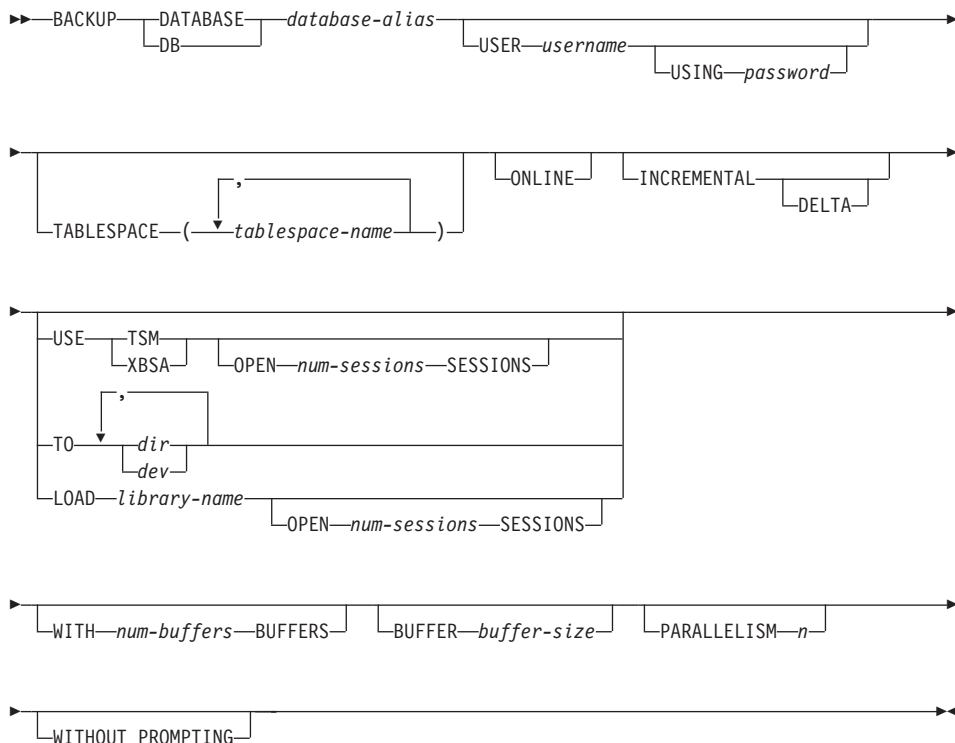 BACKUP DATABASE database-alias
DB USER username
USING password
,
ONLINE INCREMENTAL
TABLESPACE ( tablespace-name ) DELTA
USE TSM
XBSA OPEN num-sessions SESSIONS
,
TO dir
dev
LOAD library-name
OPEN num-sessions SESSIONS
WITH num-buffers BUFFERS BUFFER buffer-size PARALLELISM n
WITHOUT PROMPTING